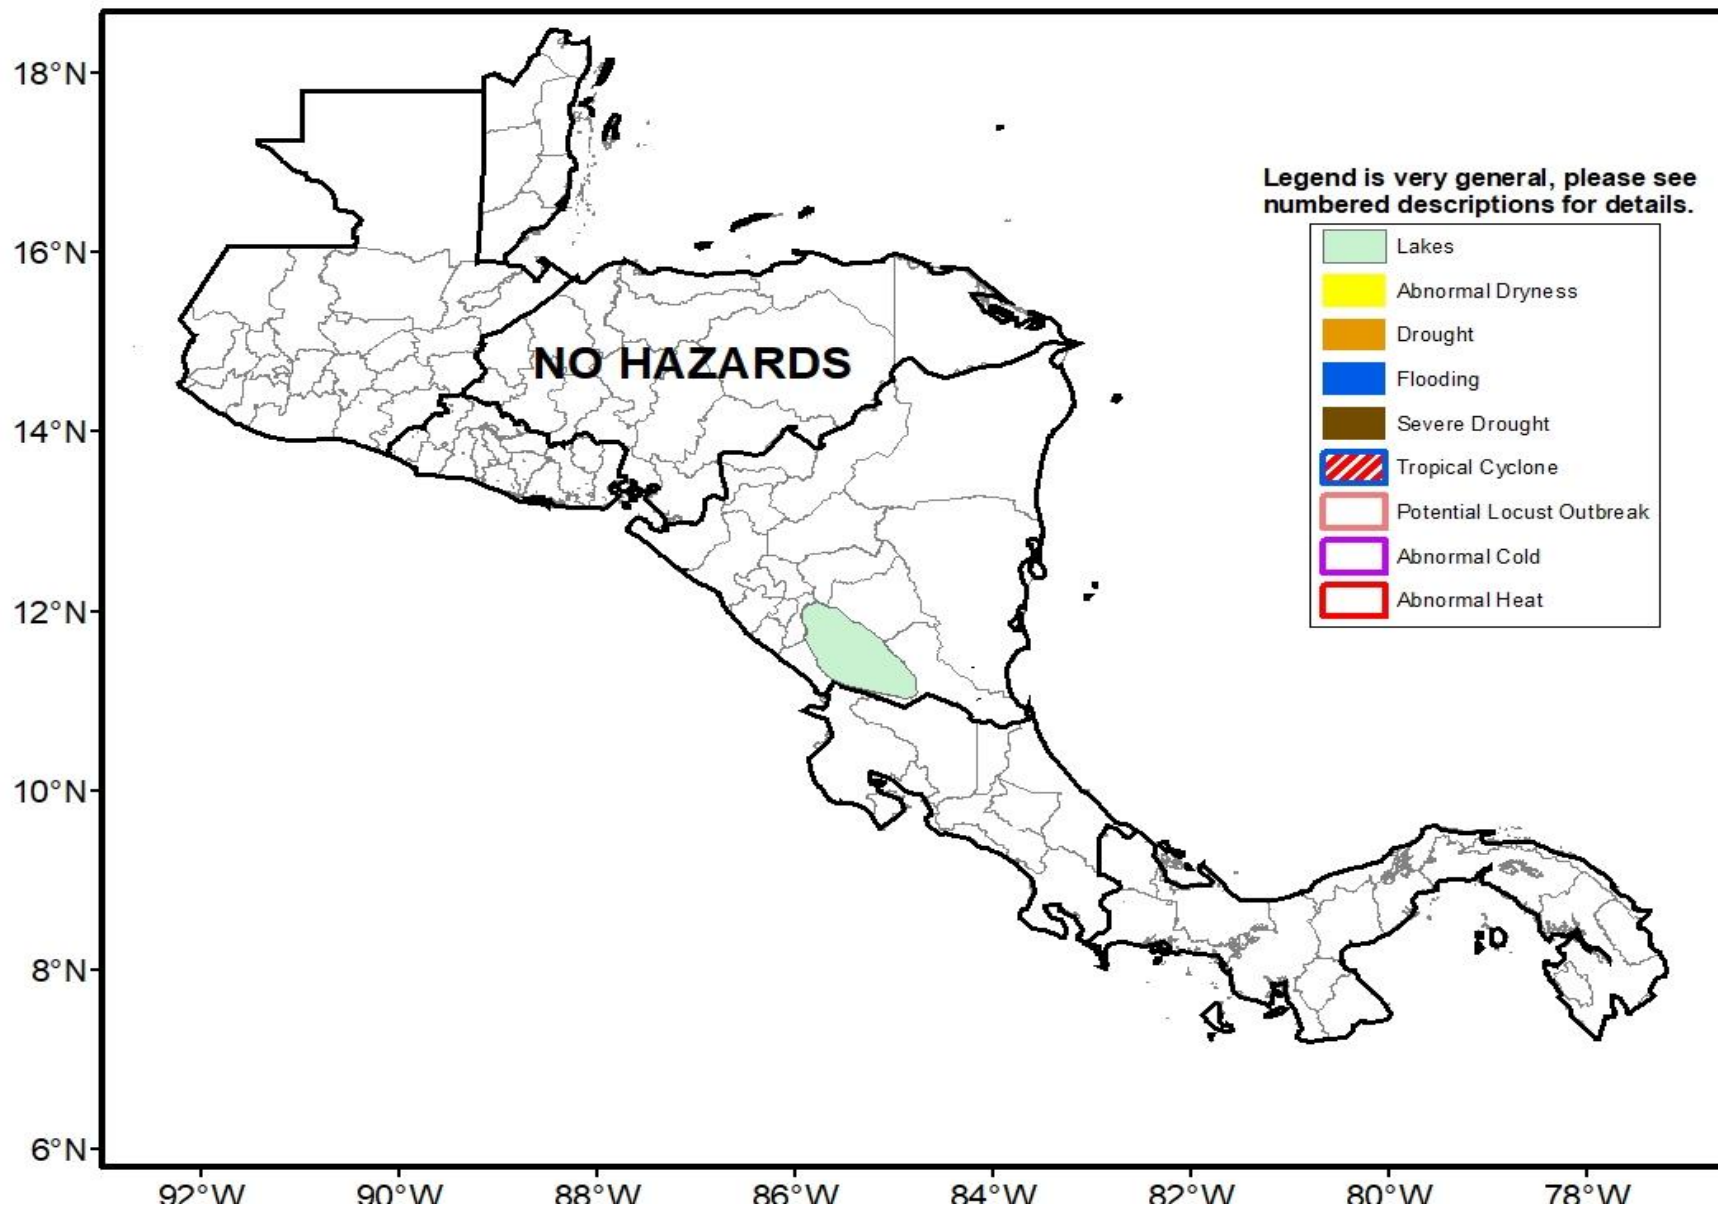 18°N
16°N
14°N
12°N
10°N
8°N
6°N
92°W 90°W 88°W 86°W 84°W 82°W 80°W 78°W
NO HAZARDS
Legend is very general, please see
numbered descriptions for details.
Lakes
Abnormal Dryness
Drought
Flooding
Severe Drought
Tropical Cyclone
Potential Locust Outbreak
Abnormal Cold
Abnormal Heat